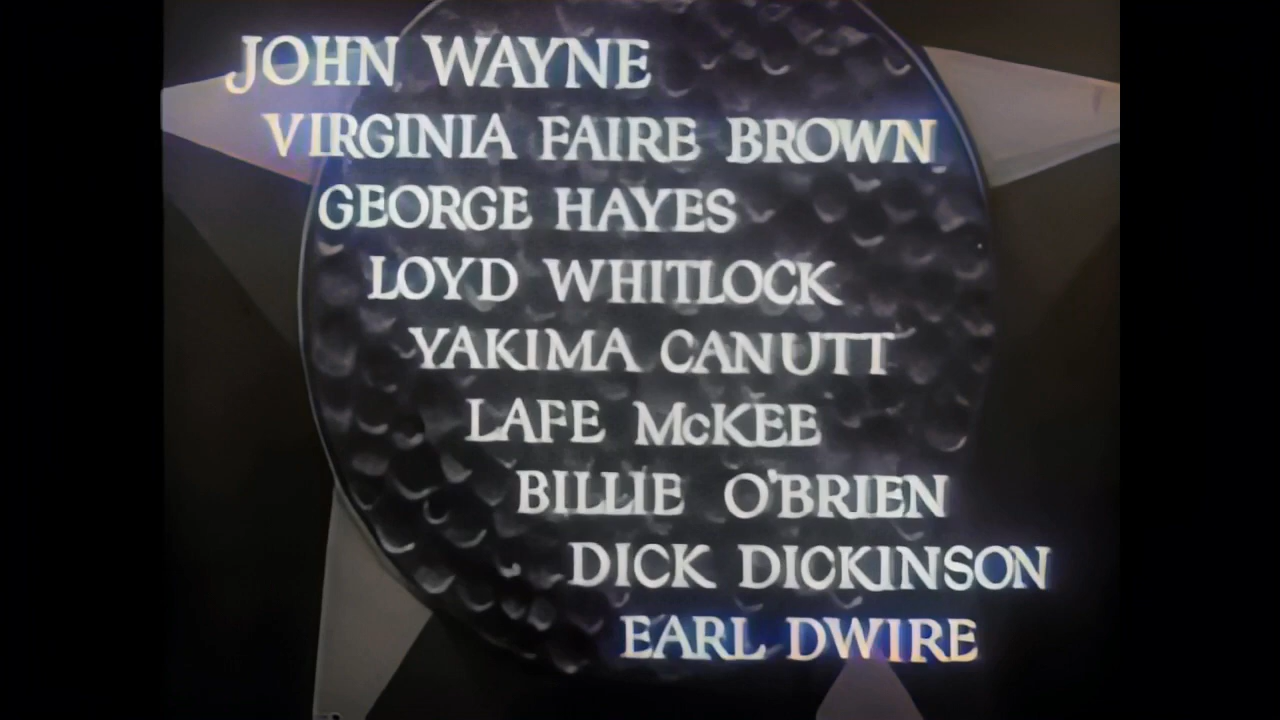 JOHN WAYNE
VIRGINIA FAIRE BROWN
GEORGE HAYES
LOYD WHITLOCK
YAKIMA CANUTT
LAFE McKEE
BILLIE O'BRIEN
DICK DICKINSON
EARL DWIRE